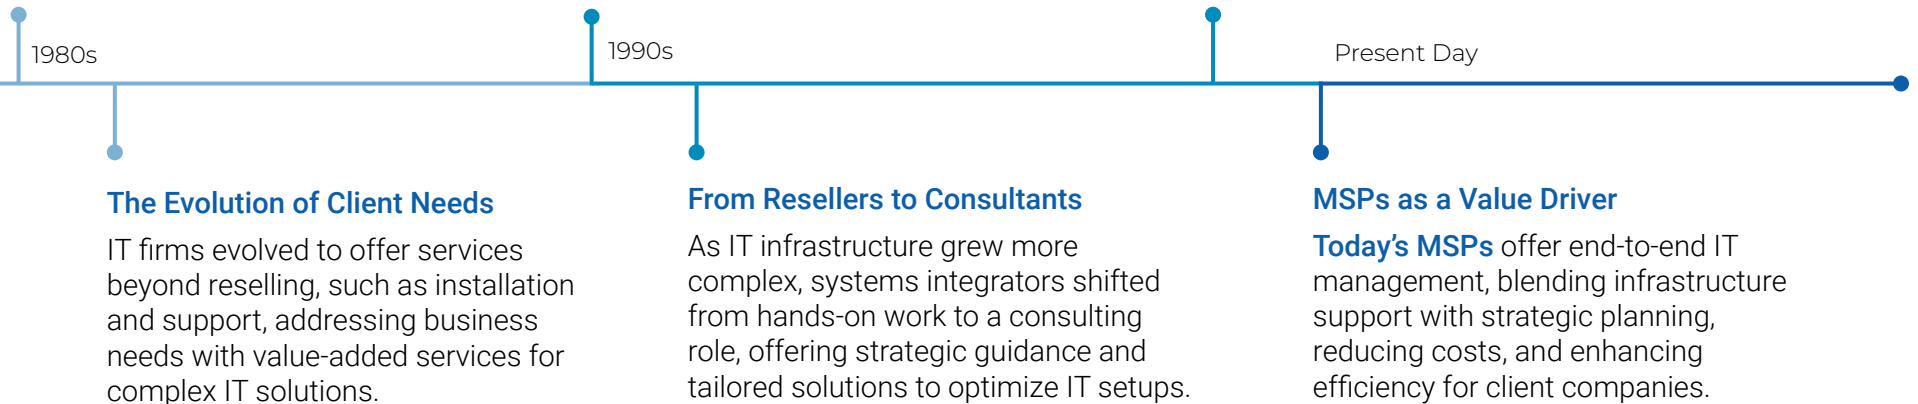 1980s
1990s
Present Day
The Evolution of Client Needs
IT firms evolved to offer services
beyond reselling, such as installation
and support, addressing business
needs with value-added services for
complex IT solutions.
From Resellers to Consultants
As IT infrastructure grew more
complex, systems integrators shifted
from hands-on work to a consulting
role, offering strategic guidance and
tailored solutions to optimize IT setups.
MSPs as a Value Driver
Today’s MSPs offer end-to-end IT
management, blending infrastructure
support with strategic planning,
reducing costs, and enhancing
efficiency for client companies.